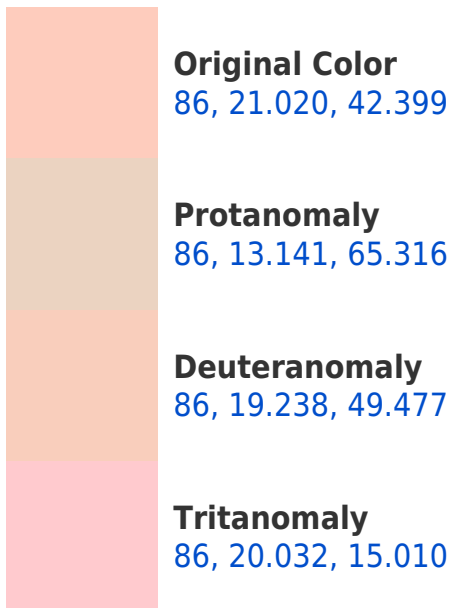 Original Color
86, 21.020, 42.399
Protanomaly
86, 13.141, 65.316
Deuteranomaly
86, 19.238, 49.477
Tritanomaly
86, 20.032, 15.010